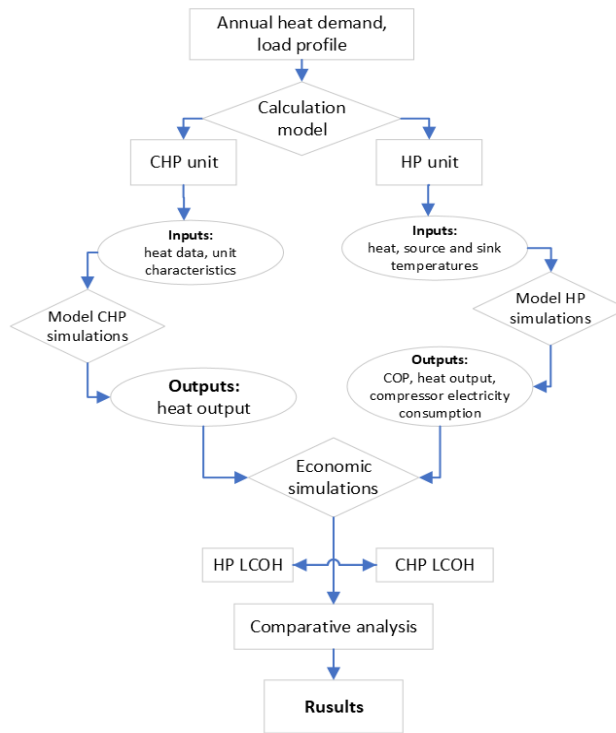 Annual heat demand,
load profile
Calculation
model
CHP unit
HP unit
Inputs:
heat data, unit
characteristics
Inputs:
heat, source and sink
temperatures
Model CHP
simulations
Model HP
simulations
Outputs:
heat output
Outputs:
COP, heat output,
compressor electricity
consumption
Economic
simulations
HP LCOH
CHP LCOH
Comparative analysis
Rusults